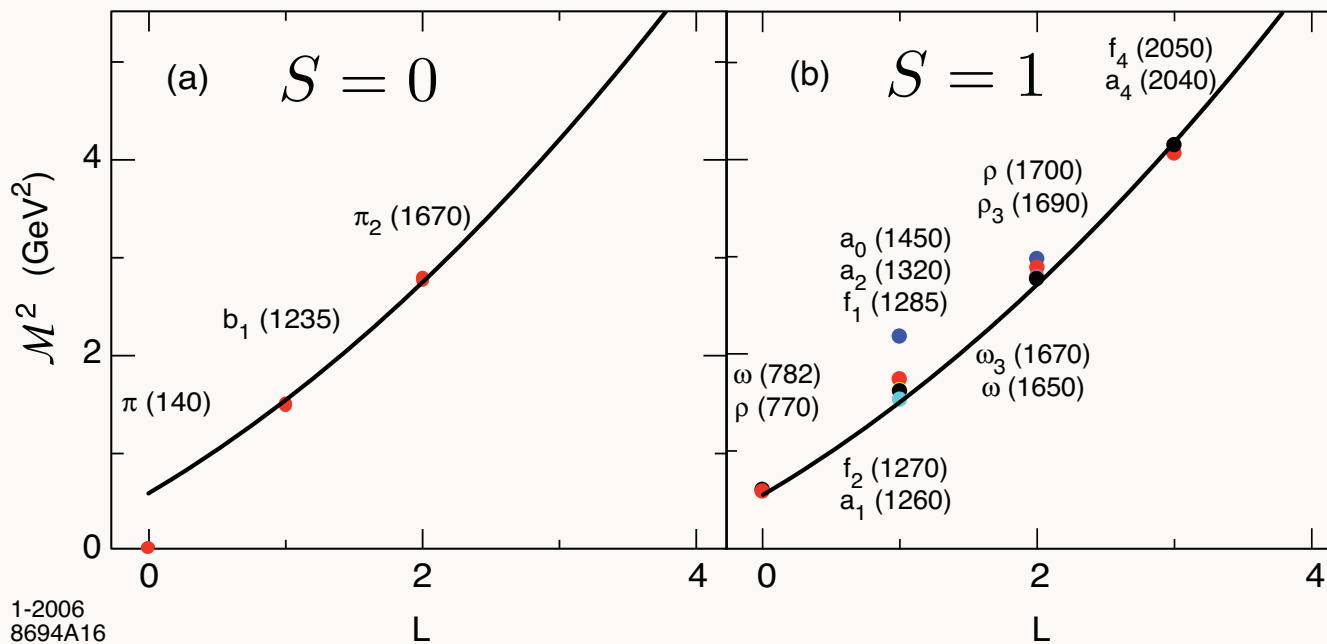 (a) S = 0
π₂ (1670)
b₁ (1235)
π (140)
(b) S = 1
f₄ (2050)
a₄ (2040)
ρ (1700)
ρ₃ (1690)
a₀ (1450)
a₂ (1320)
f₁ (1285)
ω (782)
ρ (770)
ω₃ (1670)
ω (1650)
f₂ (1270)
a₁ (1260)
ℳ² (GeV²)
4
2
0
0 2 4
0 2 4
L L
1-2006
8694A16